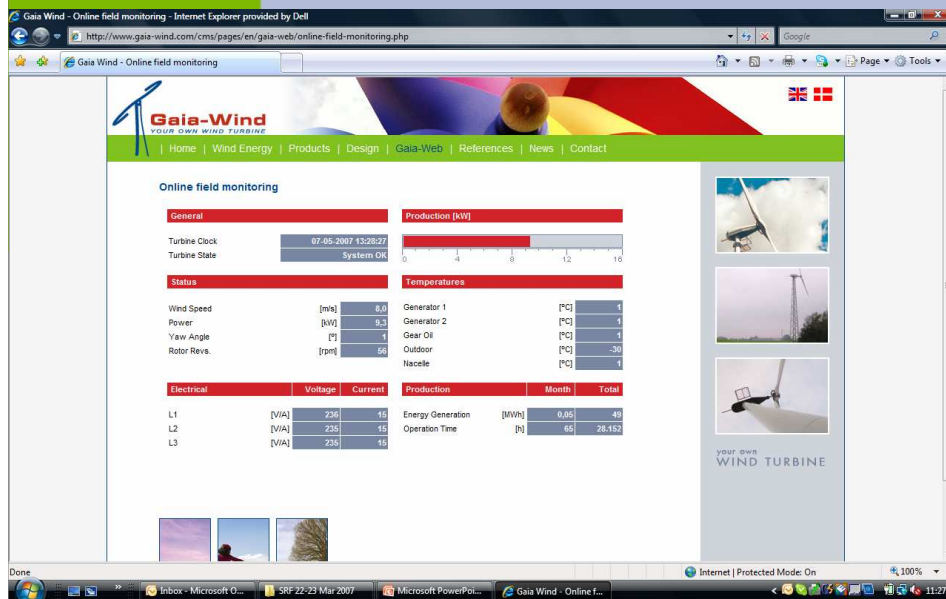 Gaia Wind - Online field monitoring - Internet Explorer provided by Dell
http://www.gaia-wind.com/cms/pages/en/gaia-web/online-field-monitoring.php
Google
Gaia Wind - Online field monitoring
Page
Tools
Gaia-Wind
YOUR OWN WIND TURBINE
| Home | Wind Energy | Products | Design | Gaia-Web | References | News | Contact
Online field monitoring
General
Turbine Clock 07-05-2007 13:28:27
Turbine State System OK
Production [kW]
0 4 8 12 16
Status
Wind Speed [m/s] 8,0
Power [kW] 9,3
Yaw Angle [º] 1
Rotor Revs. [rpm] 56
Temperatures
Generator 1 [ºC] 1
Generator 2 [ºC] 1
Gear Oil [ºC] 1
Outdoor [ºC] -30
Nacelle [ºC] 1
Electrical Voltage Current
L1 [V/A] 236 15
L2 [V/A] 235 15
L3 [V/A] 235 15
Production Month Total
Energy Generation [MWh] 0,05 49
Operation Time [h] 65 28.152
your own
WIND TURBINE
Done
Internet | Protected Mode: On
100%
Inbox - Microsoft O...
SRF 22-23 Mar 2007
Microsoft PowerPoi...
Gaia Wind - Online f...
11:27